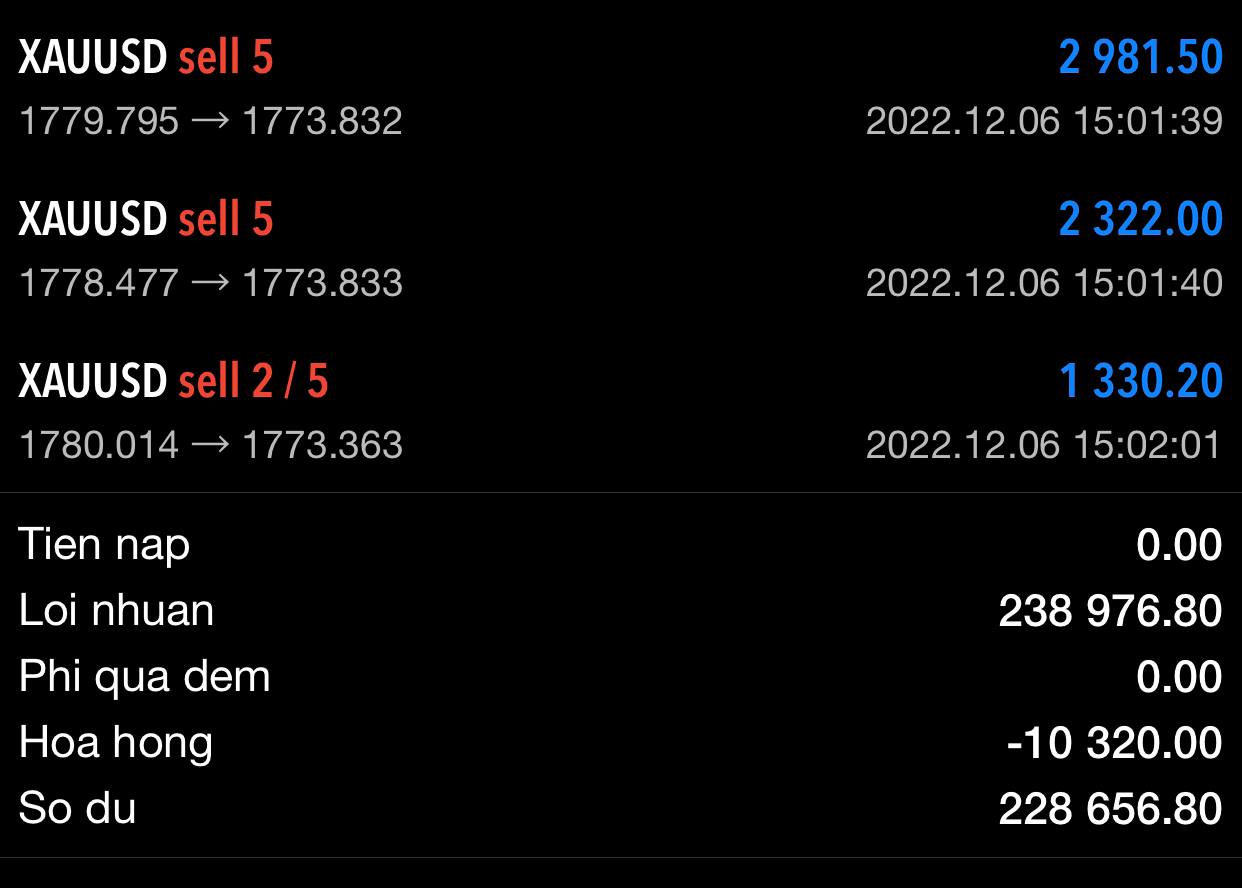 XAUUSD sell 5 2 981.50
1779.795 → 1773.832 2022.12.06 15:01:39
XAUUSD sell 5 2 322.00
1778.477 → 1773.833 2022.12.06 15:01:40
XAUUSD sell 2 / 5 1 330.20
1780.014 → 1773.363 2022.12.06 15:02:01
Tien nap 0.00
Loi nhuan 238 976.80
Phi qua dem 0.00
Hoa hong -10 320.00
So du 228 656.80